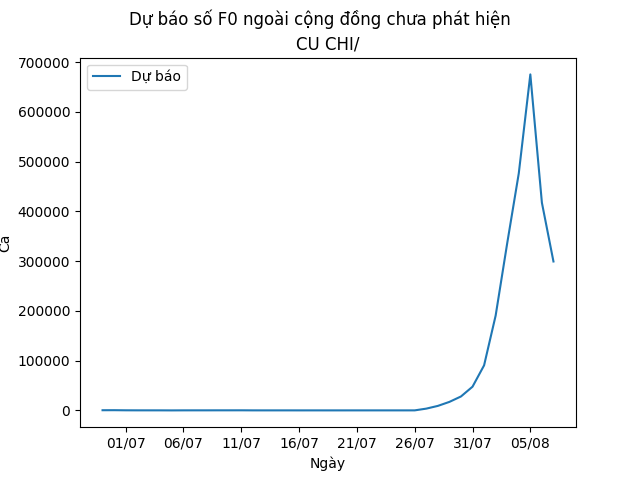 Dự báo số F0 ngoài cộng đồng chưa phát hiện
CU CHI/
700000
600000
500000
400000
300000
200000
100000
0
Ca
Dự báo
01/07 06/07 11/07 16/07 21/07 26/07 31/07 05/08
Ngày